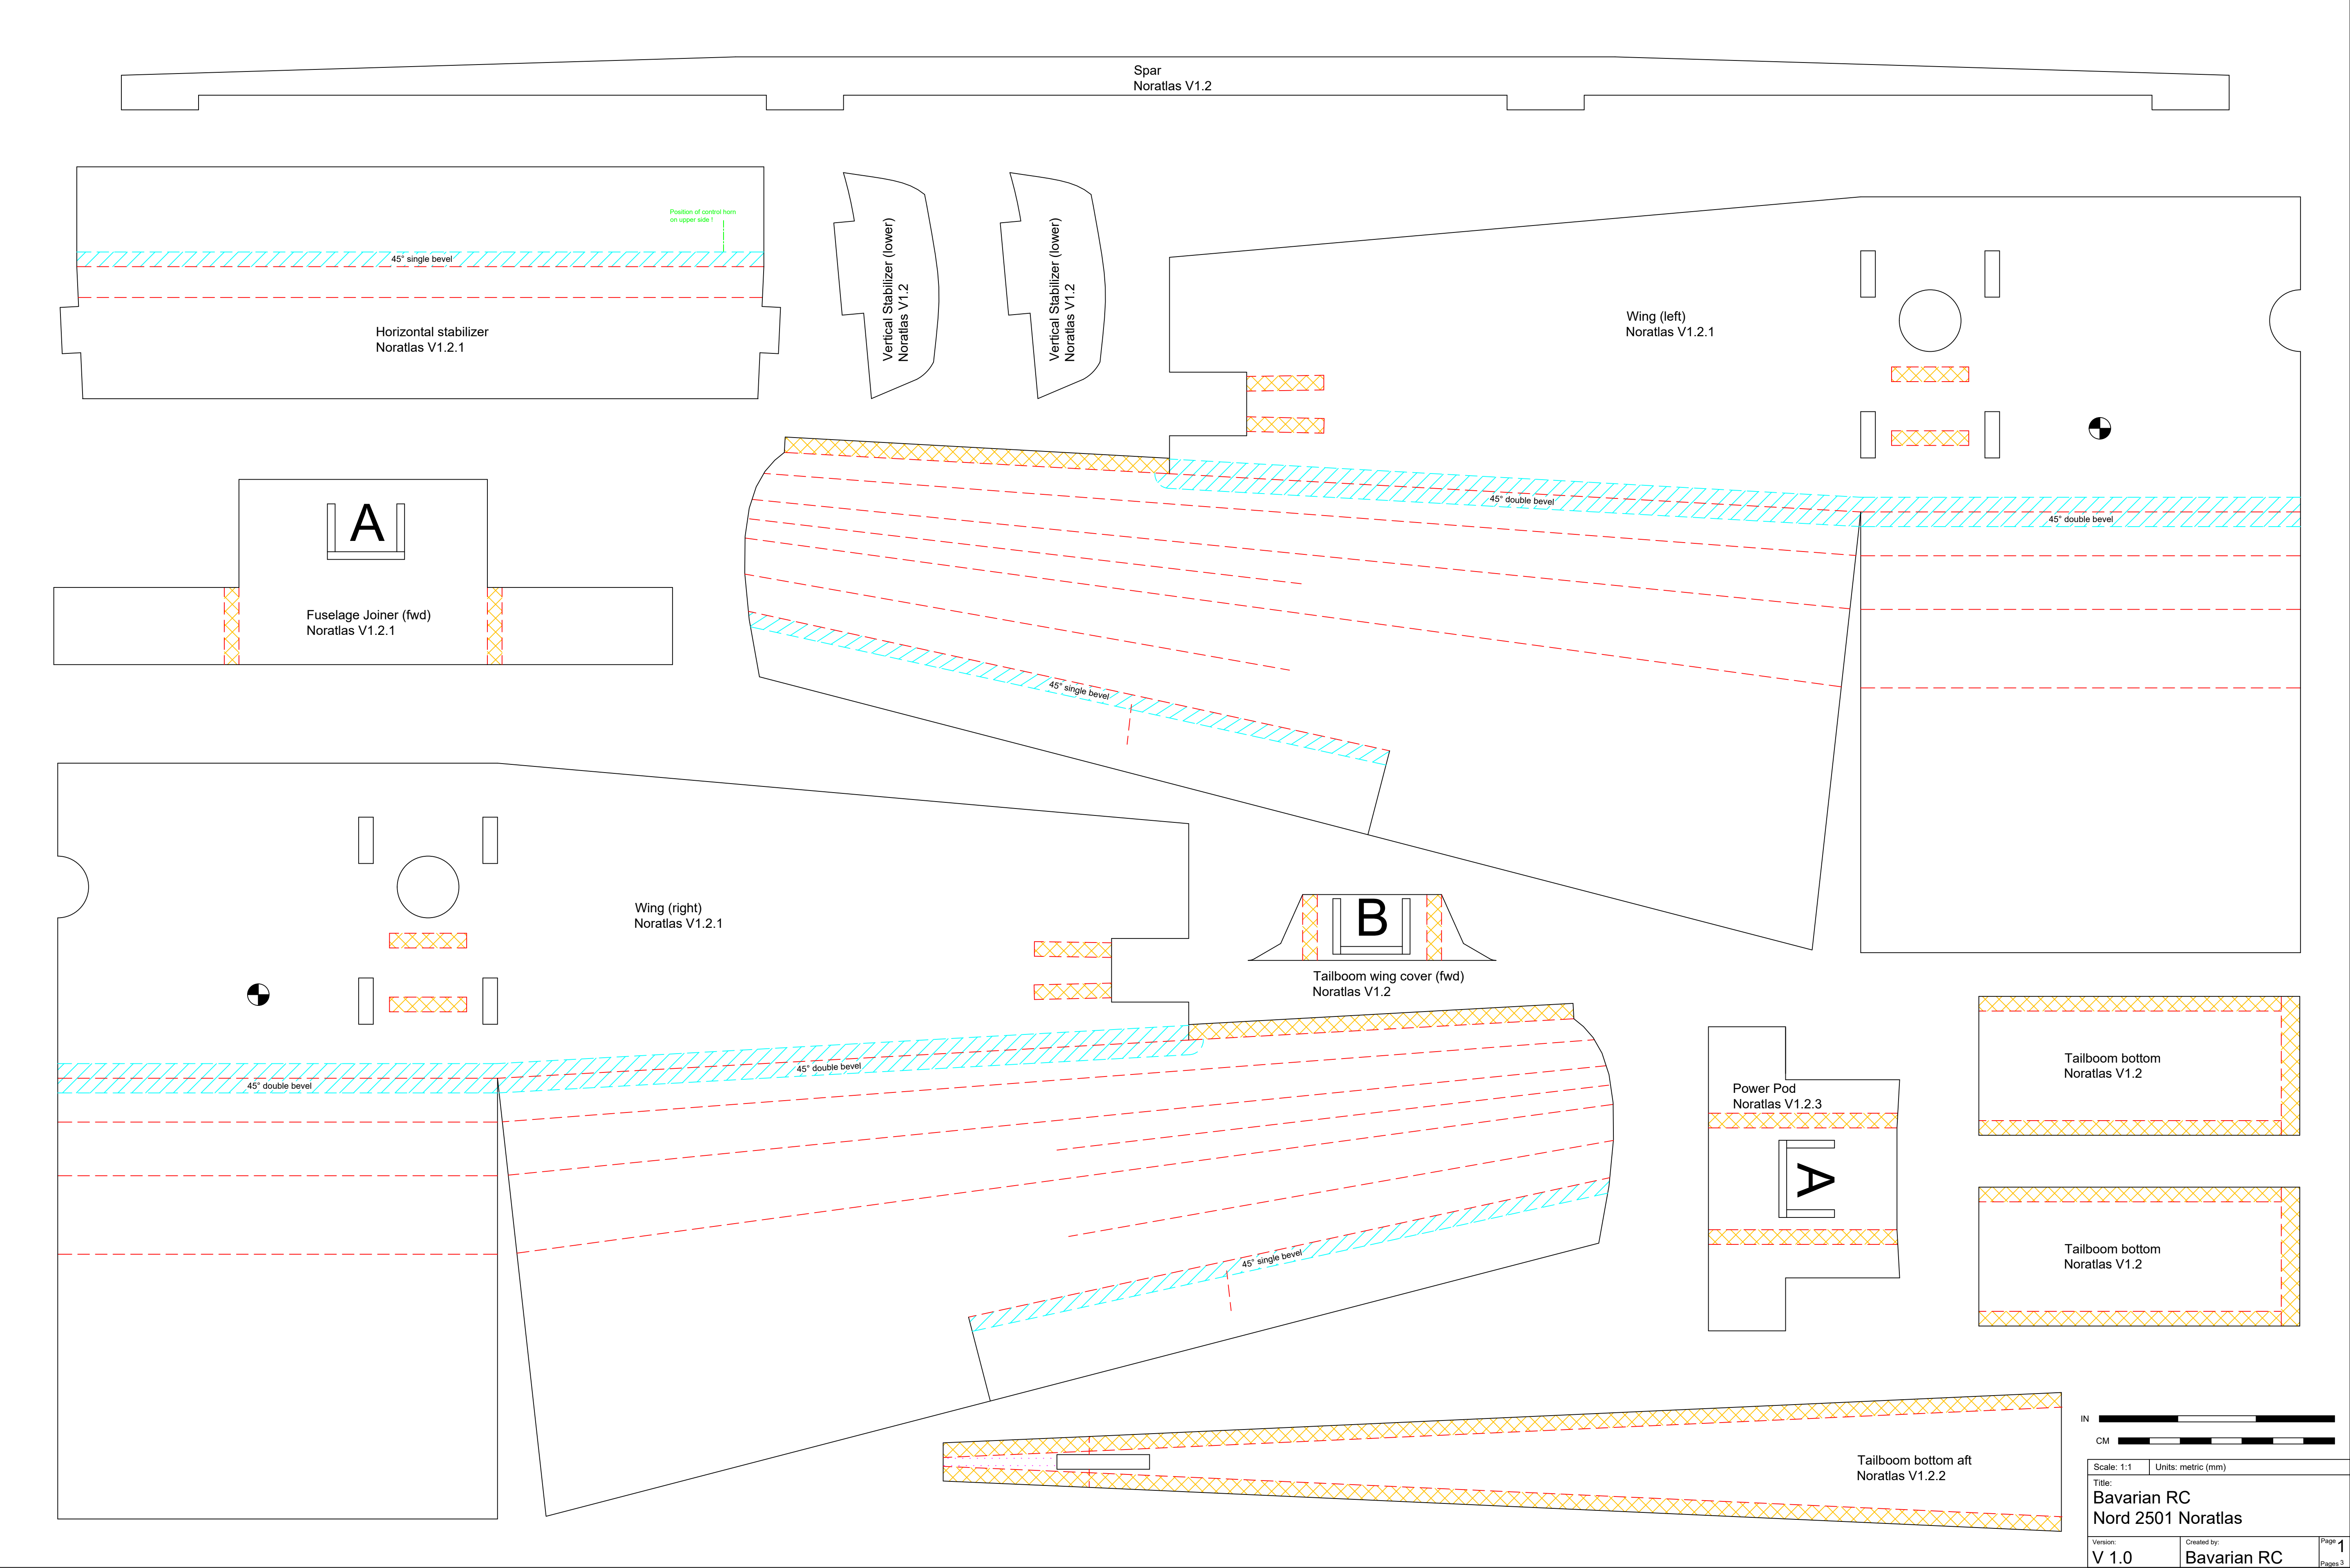 Spar
Noratlas V1.2
Position of control horn
on upper side !
45° single bevel
Horizontal stabilizer
Noratlas V1.2.1
Vertical Stabilizer (lower)
Noratlas V1.2
Vertical Stabilizer (lower)
Noratlas V1.2
Wing (left)
Noratlas V1.2.1
45° double bevel
45° double bevel
45° single bevel
A
Fuselage Joiner (fwd)
Noratlas V1.2.1
Wing (right)
Noratlas V1.2.1
45° double bevel
45° double bevel
45° single bevel
B
Tailboom wing cover (fwd)
Noratlas V1.2
Power Pod
Noratlas V1.2.3
A
Tailboom bottom
Noratlas V1.2
Tailboom bottom
Noratlas V1.2
Tailboom bottom aft
Noratlas V1.2.2
IN
CM
Scale: 1:1
Units: metric (mm)
Title:
Bavarian RC
Nord 2501 Noratlas
Version:
V 1.0
Created by:
Bavarian RC
Page 1
Pages 3